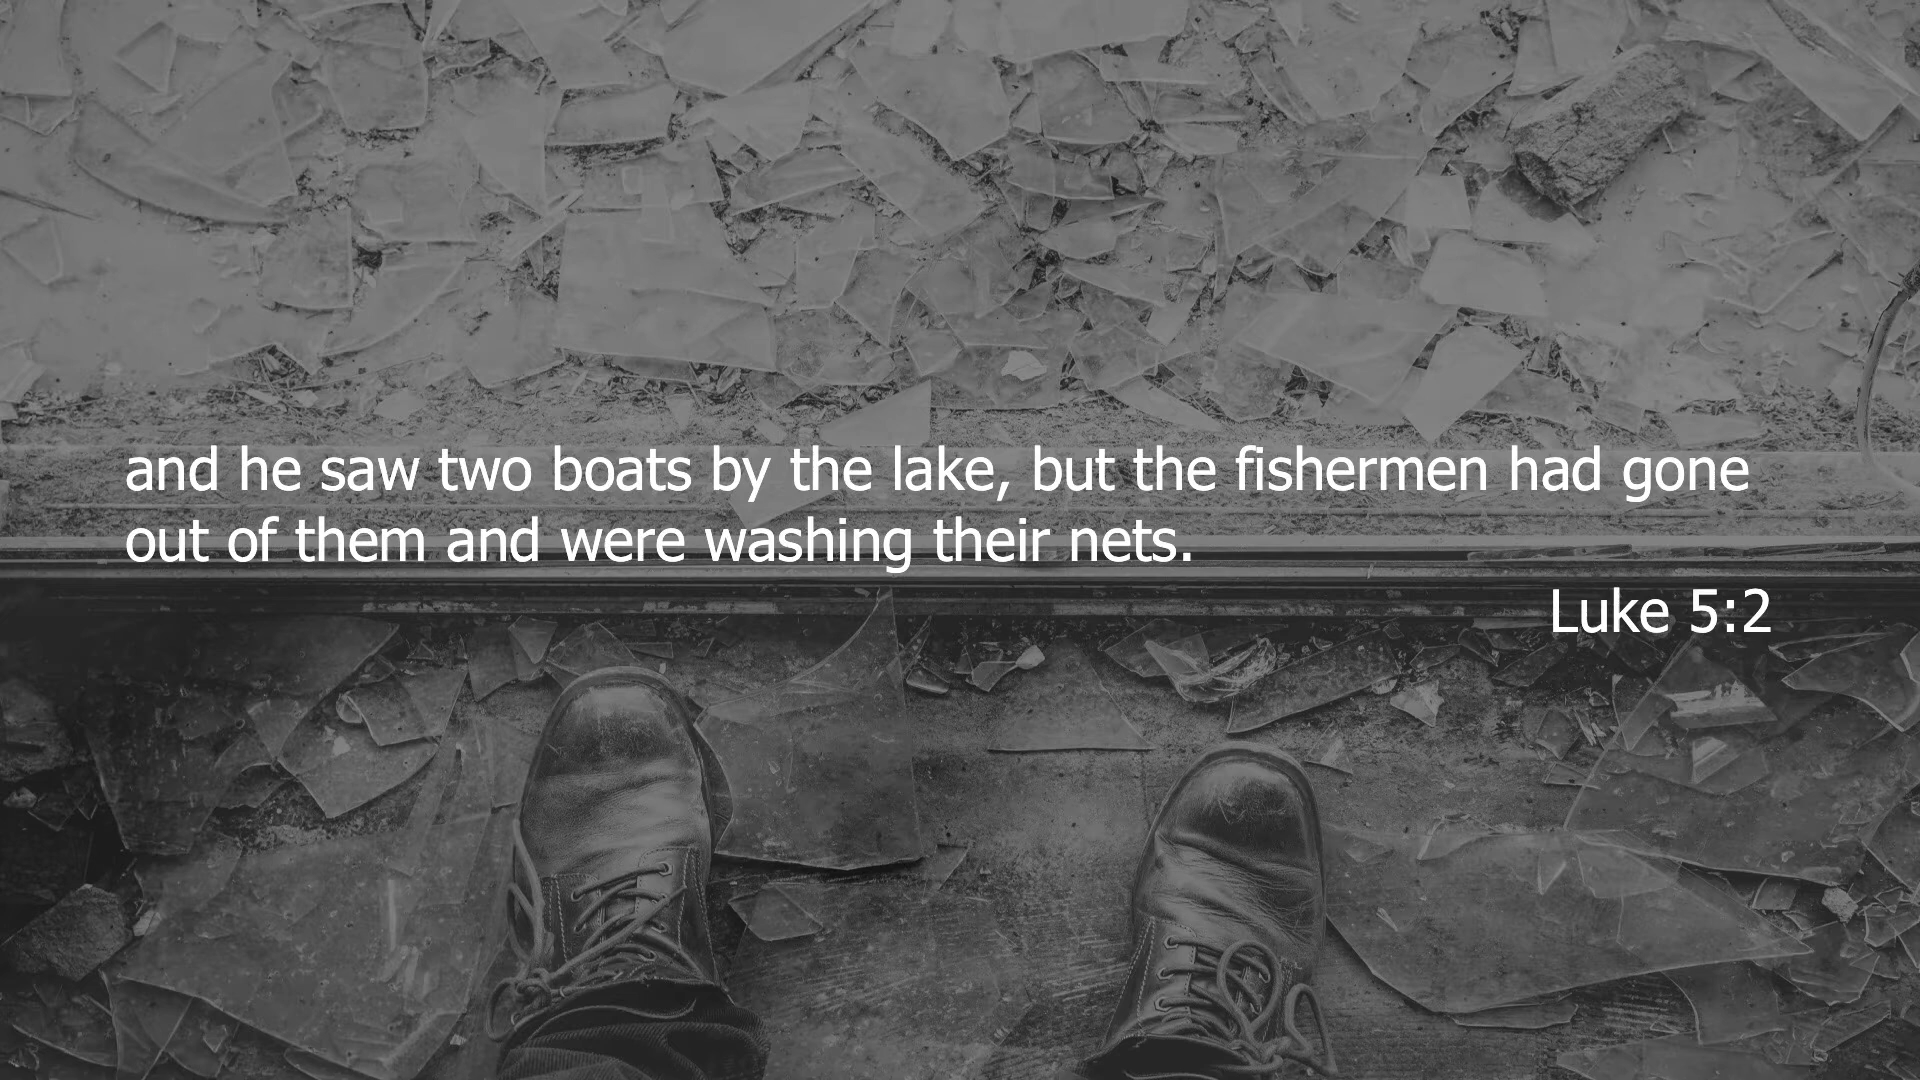 and he saw two boats by the lake, but the fishermen had gone
out of them and were washing their nets.
Luke 5:2